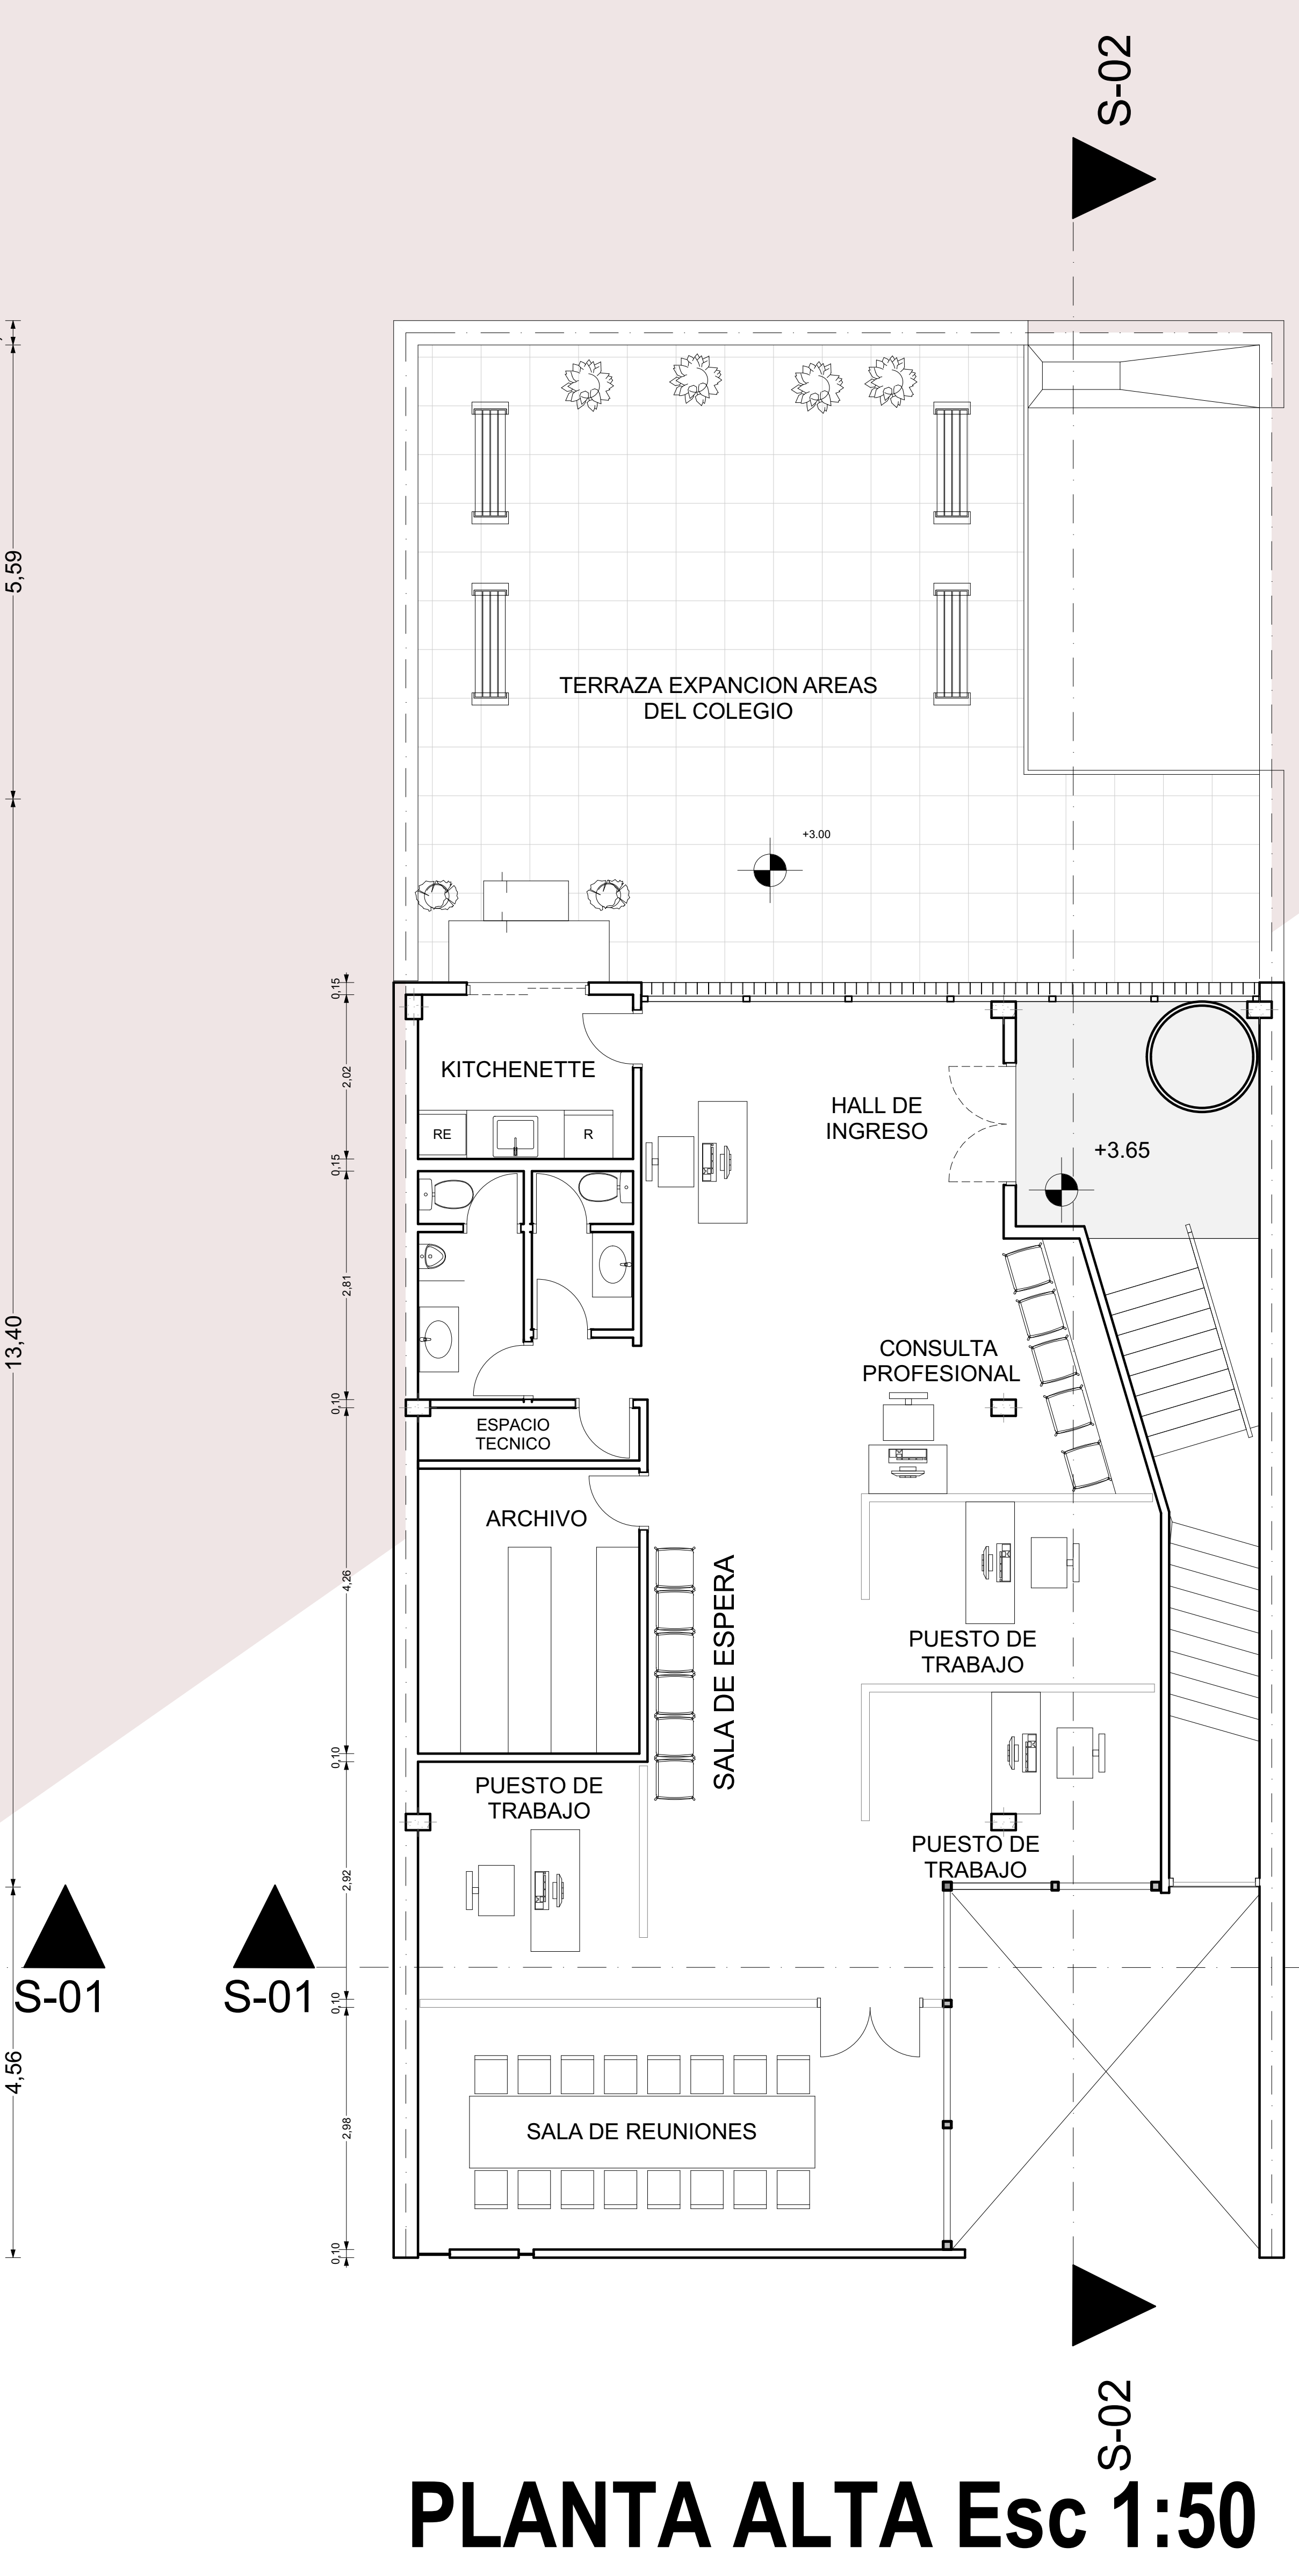 S-02
5,59
TERRAZA EXPANCION AREAS
DEL COLEGIO
+3.00
0,15
KITCHENETTE
2,02
HALL DE
INGRESO
RE
R
+3.65
0,15
2,81
13,40
CONSULTA
PROFESIONAL
0,10
ESPACIO
TECNICO
ARCHIVO
4,26
SALA DE ESPERA
PUESTO DE
TRABAJO
0,10
PUESTO DE
TRABAJO
PUESTO DE
TRABAJO
2,92
S-01
S-01
0,10
4,56
2,98
SALA DE REUNIONES
0,10
S-02
PLANTA ALTA Esc 1:50